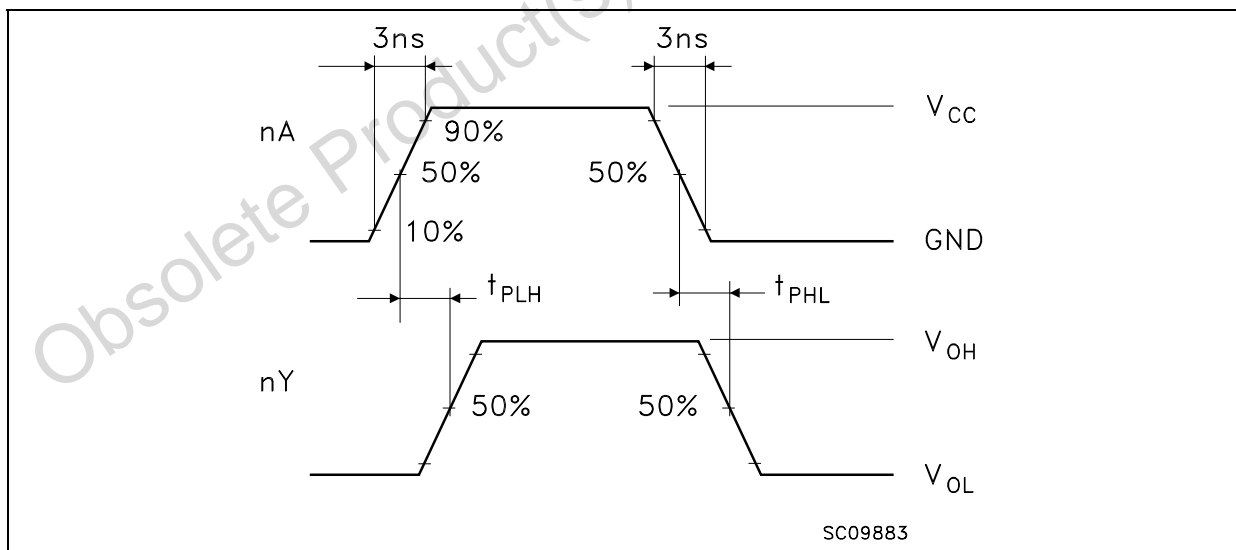 Obsolete Product(s)
3ns 3ns
V_CC
nA
90%
50% 50%
10%
GND
t_PLH t_PHL
V_OH
nY
50% 50%
V_OL
SC09883